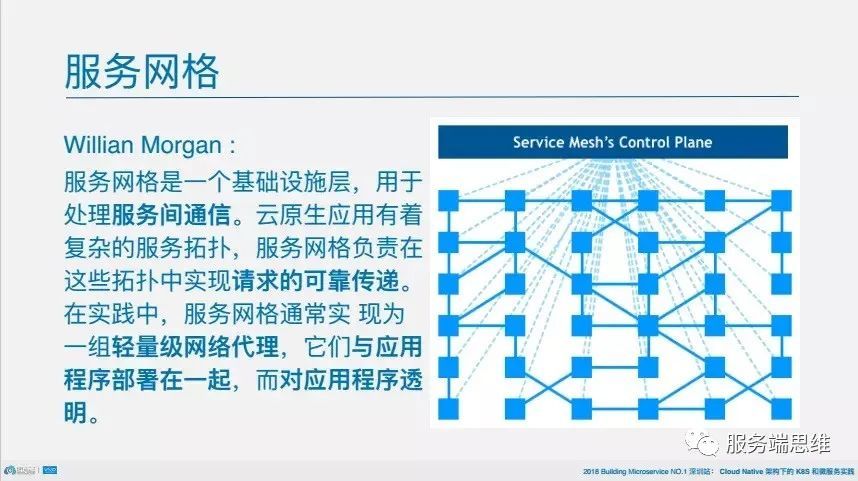 服务网格
Willian Morgan :
服务网格是一个基础设施层，用于
处理服务间通信。云原生应用有着
复杂的服务拓扑，服务网格负责在
这些拓扑中实现请求的可靠传递。
在实践中，服务网格通常实 现为
一组轻量级网络代理，它们与应用
程序部署在一起，而对应用程序透
明。
Service Mesh's Control Plane
服务端思维
2018 Building Microservice NO.1 深圳站： Cloud Native 架构下的 K8S 和微服务实践